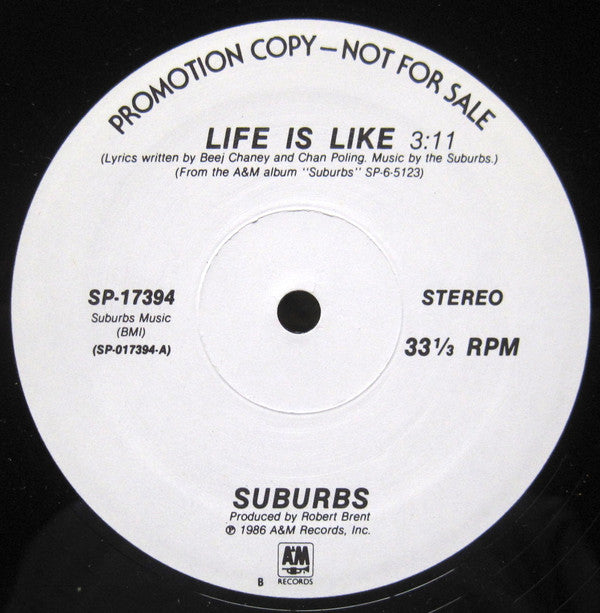 PROMOTION COPY — NOT FOR SALE
LIFE IS LIKE 3:11
(Lyrics written by Beej Chaney and Chan Poling. Music by the Suburbs.)
(From the A&M album "Suburbs" SP-6-5123)
SP-17394
Suburbs Music
(BMI)
(SP-017394-A)
STEREO
33 1/3 RPM
SUBURBS
Produced by Robert Brent
℗ 1986 A&M Records, Inc.
A&M
RECORDS
B